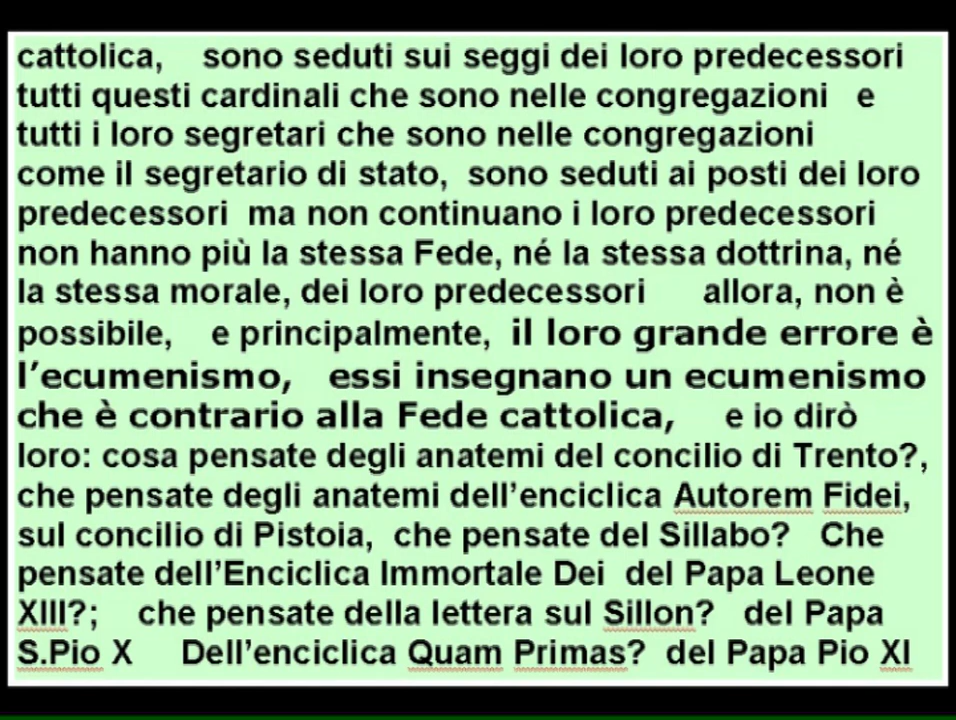 cattolica, sono seduti sui seggi dei loro predecessori
tutti questi cardinali che sono nelle congregazioni e
tutti i loro segretari che sono nelle congregazioni
come il segretario di stato, sono seduti ai posti dei loro
predecessori ma non continuano i loro predecessori
non hanno più la stessa Fede, né la stessa dottrina, né
la stessa morale, dei loro predecessori allora, non è
possibile, e principalmente, il loro grande errore è
l’ecumenismo, essi insegnano un ecumenismo
che è contrario alla Fede cattolica, e io dirò
loro: cosa pensate degli anatemi del concilio di Trento?,
che pensate degli anatemi dell’enciclica Autorem Fidei,
sul concilio di Pistoia, che pensate del Sillabo? Che
pensate dell’Enciclica Immortale Dei del Papa Leone
XIII?; che pensate della lettera sul Sillon? del Papa
S.Pio X Dell’enciclica Quam Primas? del Papa Pio XI